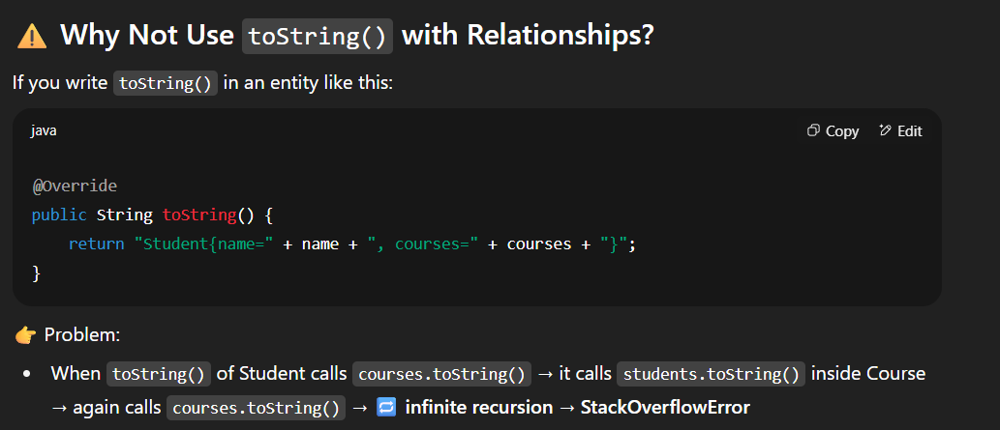 ⚠️ Why Not Use toString() with Relationships?
If you write toString() in an entity like this:
java
Copy Edit
@Override
public String toString() {
    return "Student{name=" + name + ", courses=" + courses + "}";
}
👉 Problem:
• When toString() of Student calls courses.toString() → it calls students.toString() inside Course
→ again calls courses.toString() → 🔁 infinite recursion → StackOverflowError